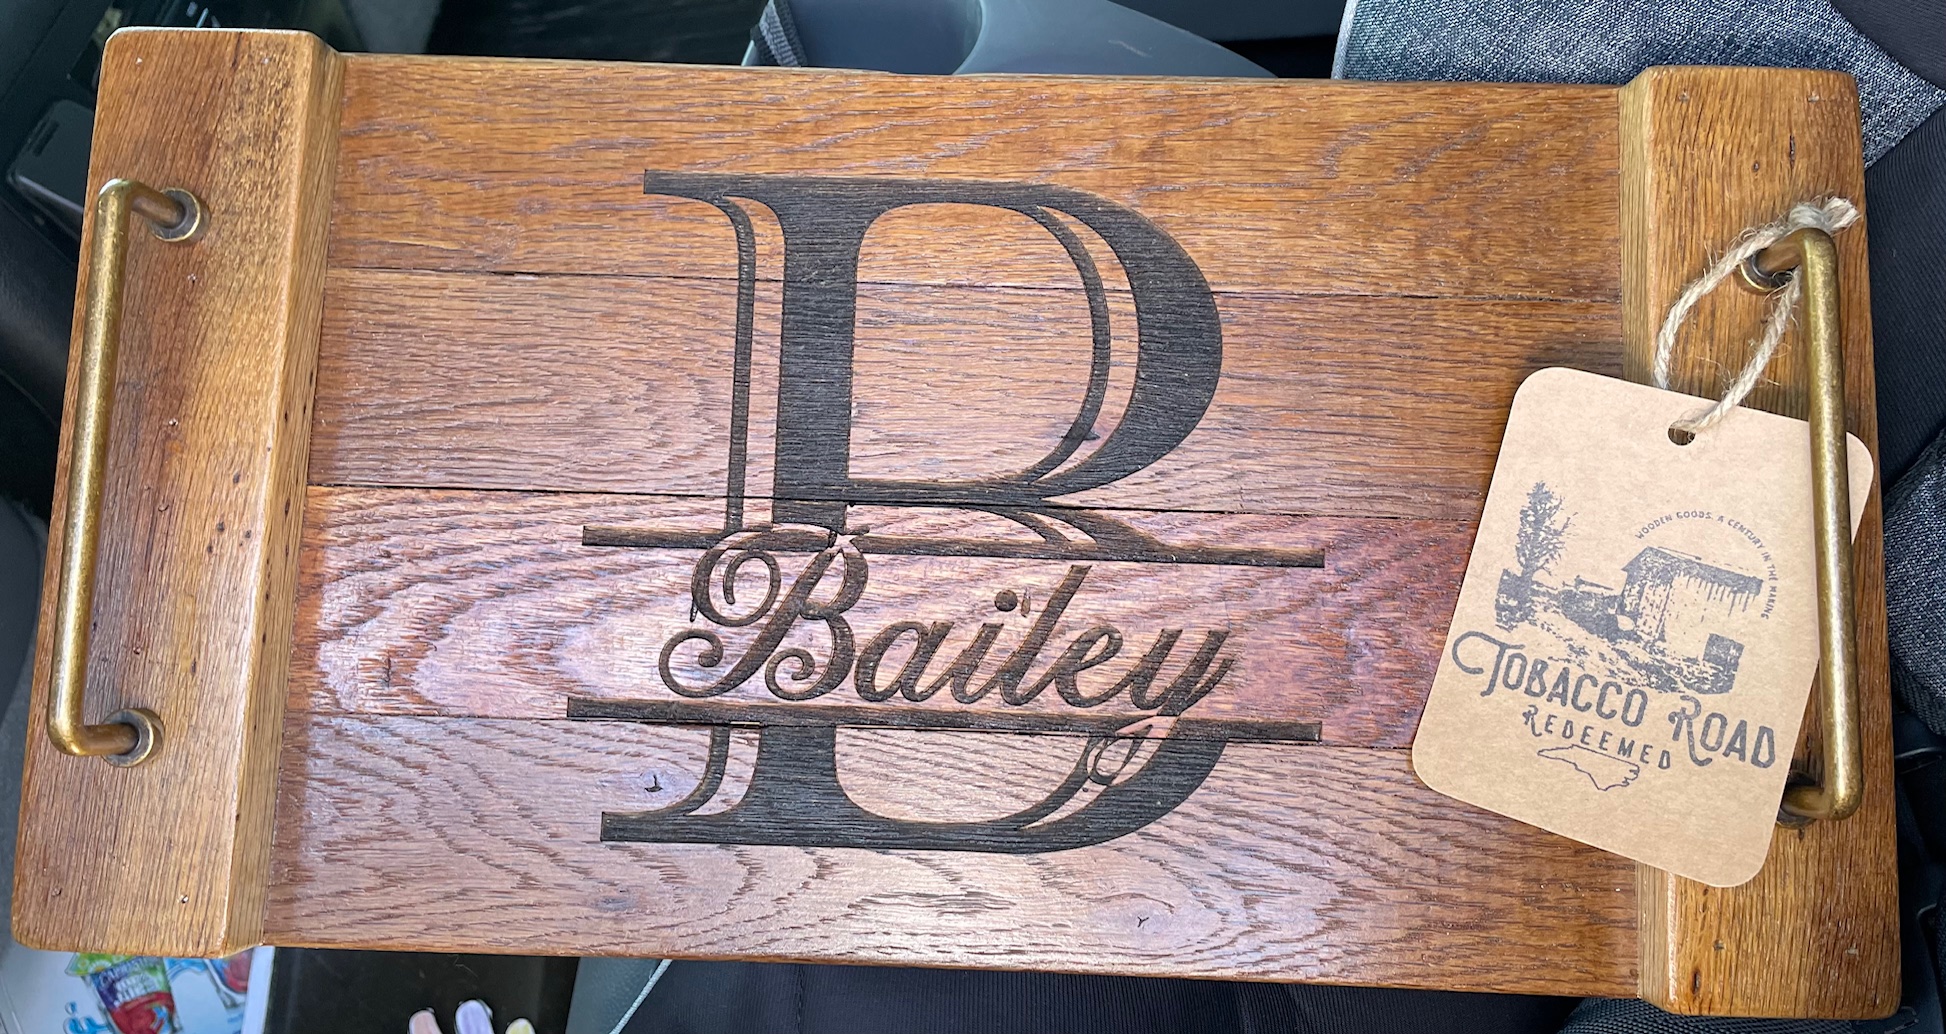 B
Bailey
WOODEN GOODS. A CENTURY IN THE MAKING
TOBACCO ROAD
REDEEMED